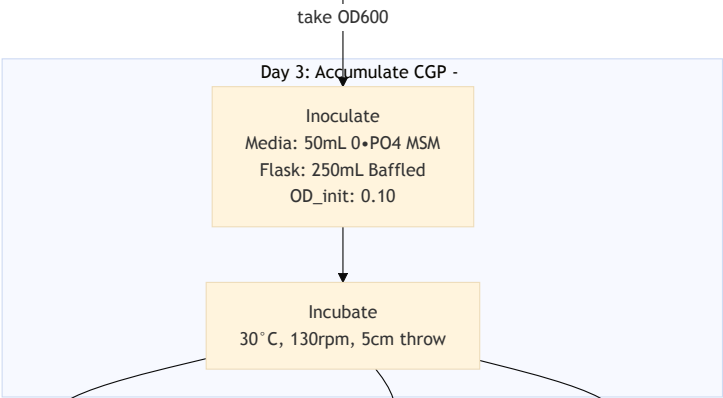 take OD600
Day 3: Accumulate CGP -
Inoculate
Media: 50mL 0•PO4 MSM
Flask: 250mL Baffled
OD_init: 0.10
Incubate
30°C, 130rpm, 5cm throw